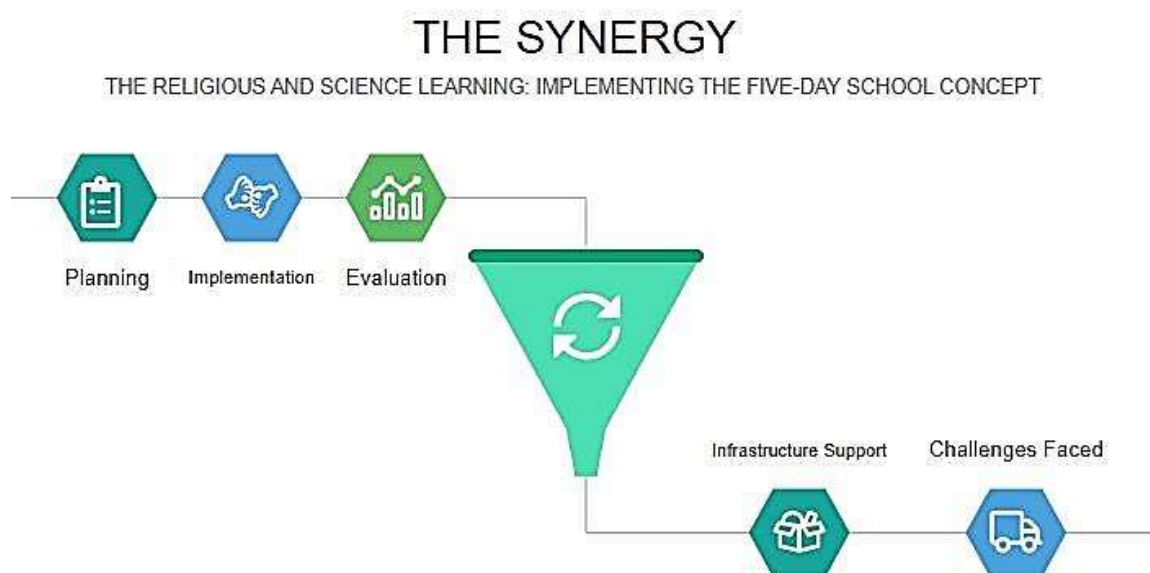 THE SYNERGY
THE RELIGIOUS AND SCIENCE LEARNING: IMPLEMENTING THE FIVE-DAY SCHOOL CONCEPT
Planning
Implementation
Evaluation
Infrastructure Support
Challenges Faced